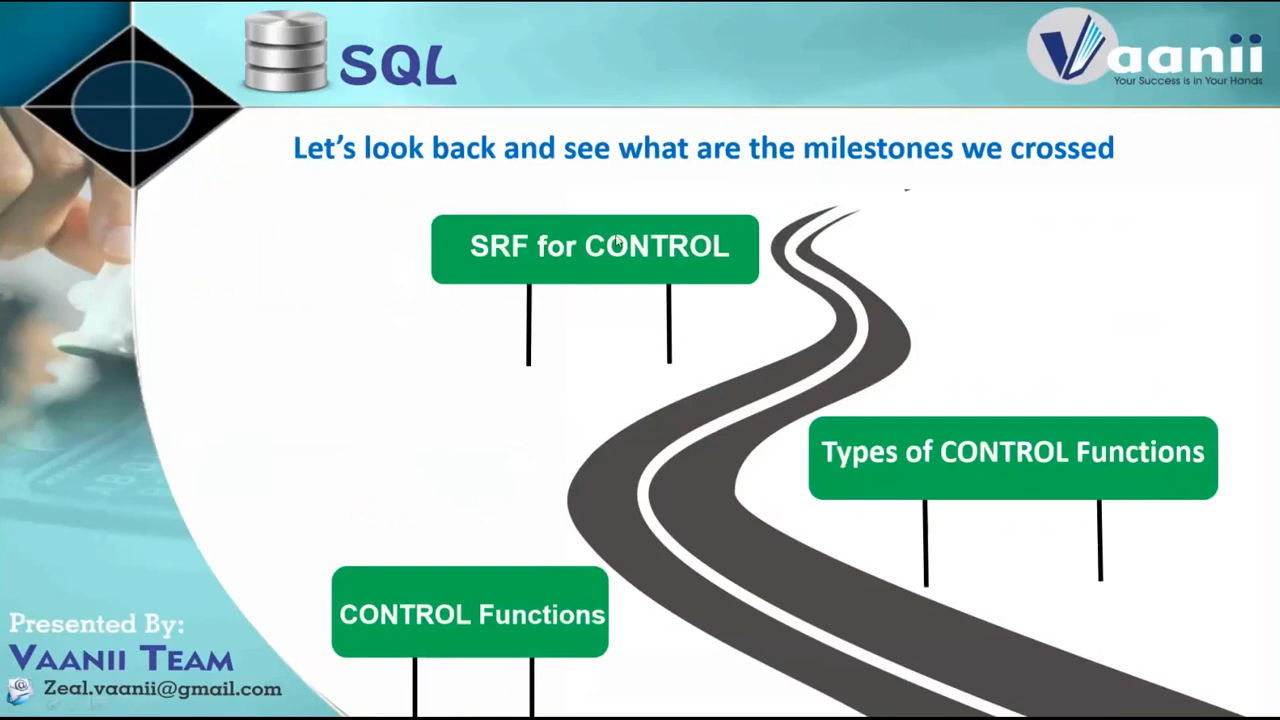 SQL
Vaanii
Your Success is in Your Hands
Let's look back and see what are the milestones we crossed
SRF for CONTROL
Types of CONTROL Functions
CONTROL Functions
Presented By:
VAANII TEAM
Zeal.vaanii@gmail.com